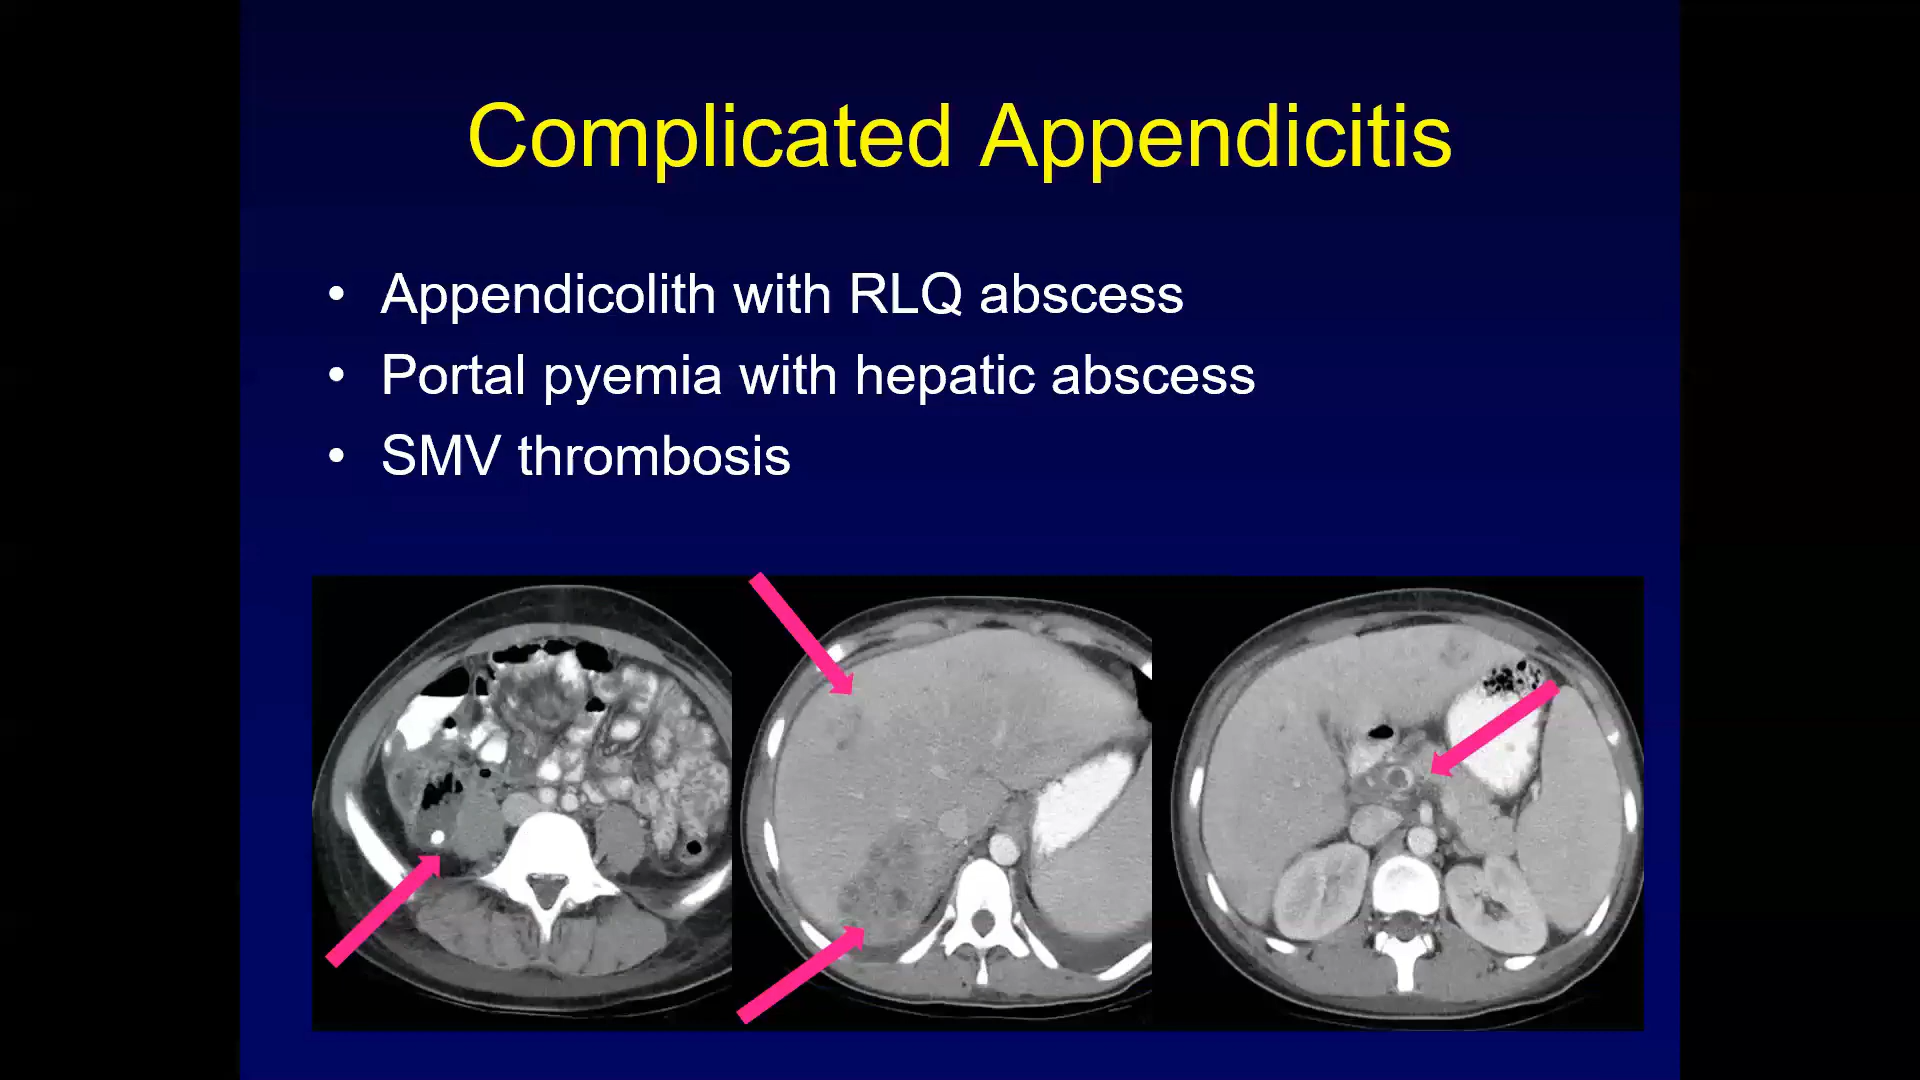 Complicated Appendicitis
• Appendicolith with RLQ abscess
• Portal pyemia with hepatic abscess
• SMV thrombosis